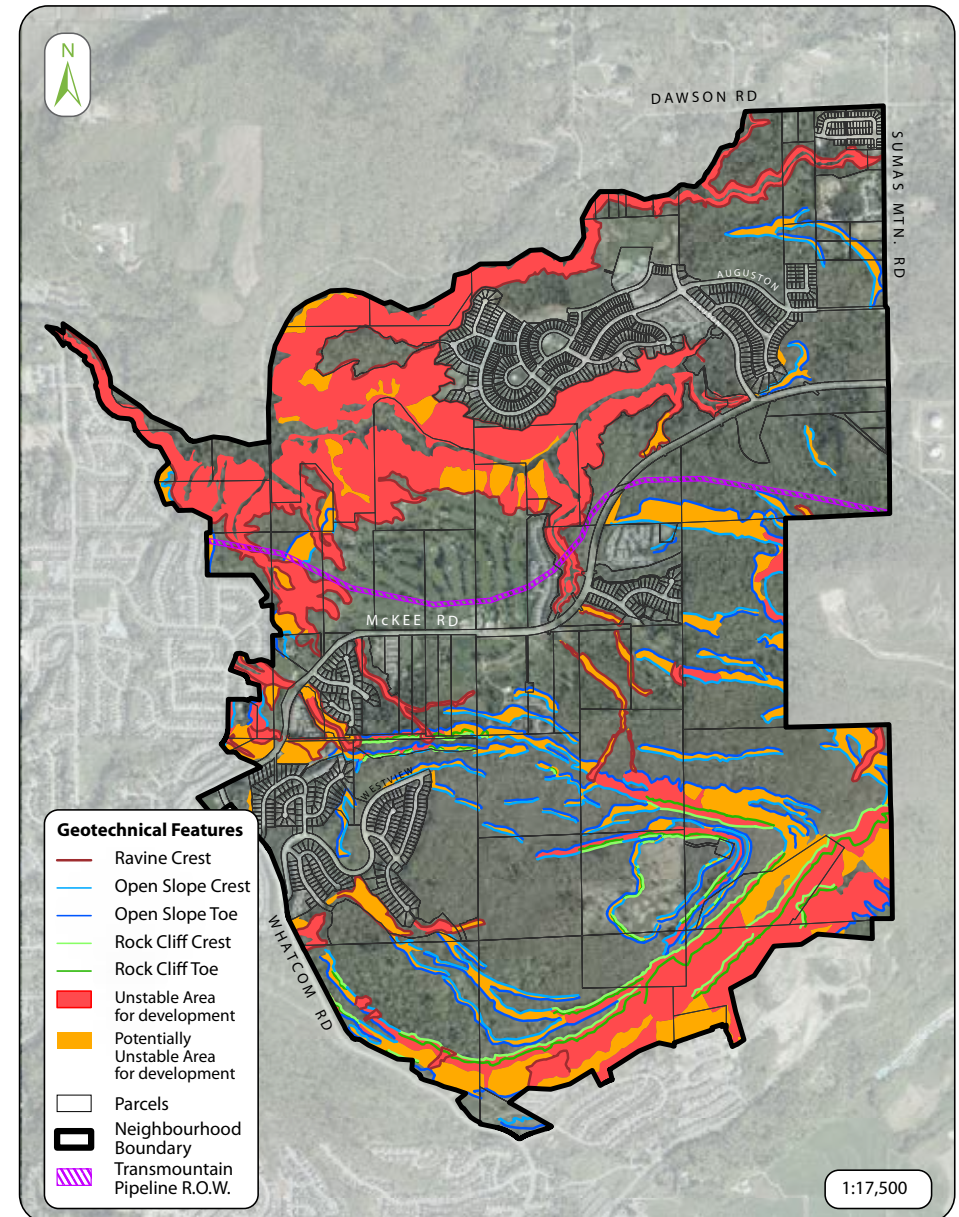 N
DAWSON RD
SUMAS MTN. RD
AUGUSTON
McKEE RD
WESTVIEW
WHATCOM RD
Geotechnical Features
Ravine Crest
Open Slope Crest
Open Slope Toe
Rock Cliff Crest
Rock Cliff Toe
Unstable Area
for development
Potentially
Unstable Area
for development
Parcels
Neighbourhood
Boundary
Transmountain
Pipeline R.O.W.
1:17,500